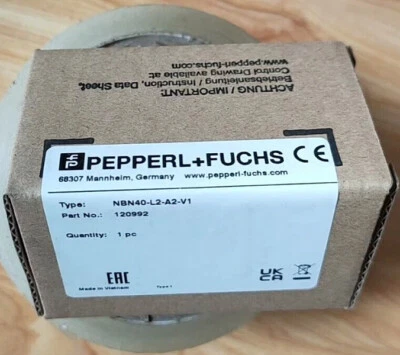 ACHTUNG / IMPORTANT:
Betriebsanleitung / Instruction, Data Sheet,
Control Drawing available at:
www.pepperl-fuchs.com
PEPPERL+FUCHS CE
68307 Mannheim, Germany www.pepperl-fuchs.com
Type: NBN40-L2-A2-V1
Part No.: 120992
Quantity: 1 pc
EAC
UK
CA
Made in Vietnam